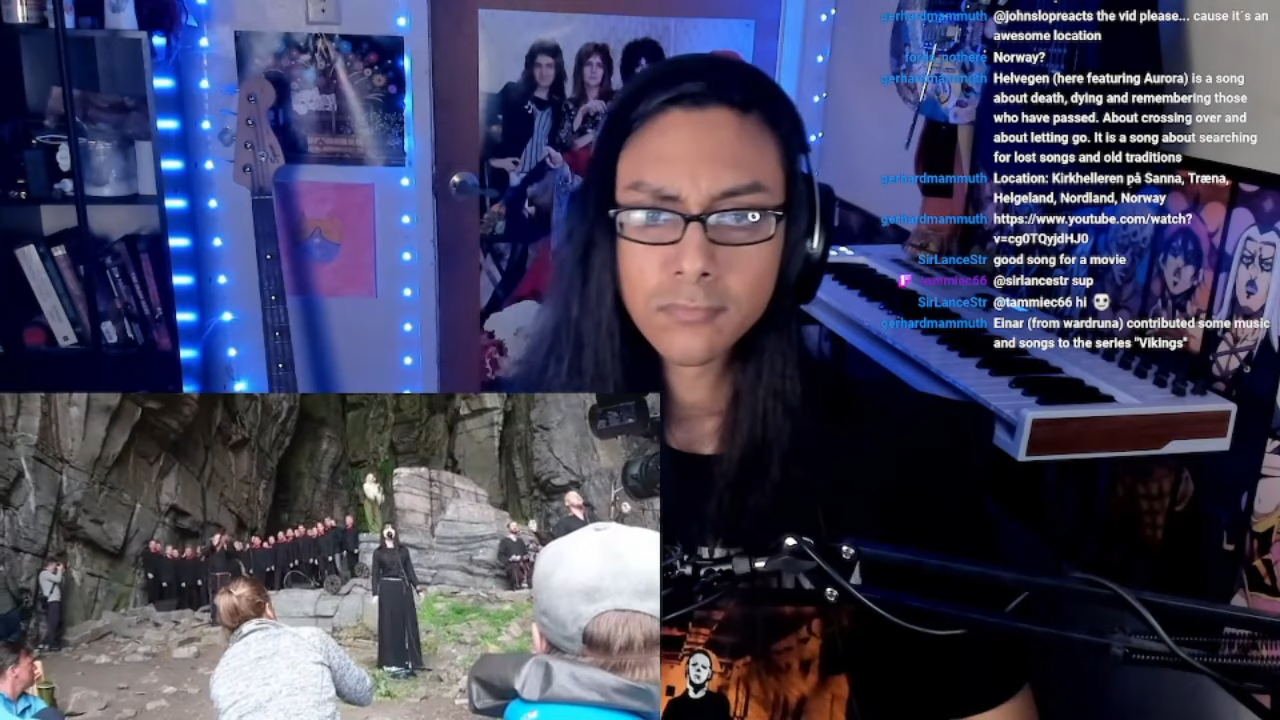 gerhardmammuth @johnslopreacts the vid please... cause it´s an
awesome location
Norway?
gerhardmammuth Helvegen (here featuring Aurora) is a song
about death, dying and remembering those
who have passed. About crossing over and
about letting go. It is a song about searching
for lost songs and old traditions
gerhardmammuth Location: Kirkhelleren på Sanna, Træna,
Helgeland, Nordland, Norway
gerhardmammuth https://www.youtube.com/watch?
v=cg0TQyjdHJ0
SirLanceStr good song for a movie
tammiec66 @sirlancestr sup
SirLanceStr @tammiec66 hi
gerhardmammuth Einar (from wardruna) contributed some music
and songs to the series "Vikings"